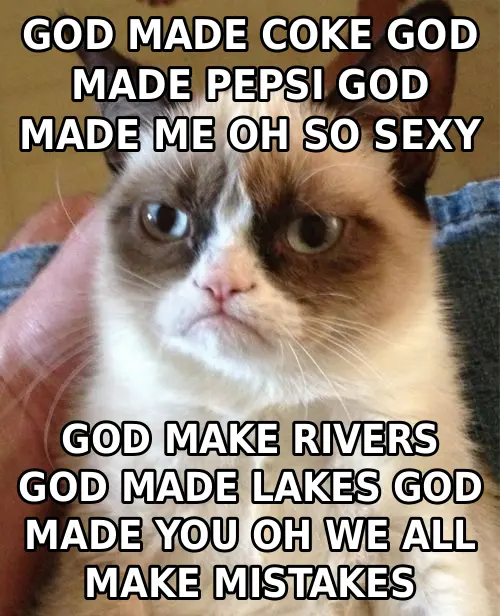 GOD MADE COKE GOD
MADE PEPSI GOD
MADE ME OH SO SEXY
GOD MAKE RIVERS
GOD MADE LAKES GOD
MADE YOU OH WE ALL
MAKE MISTAKES